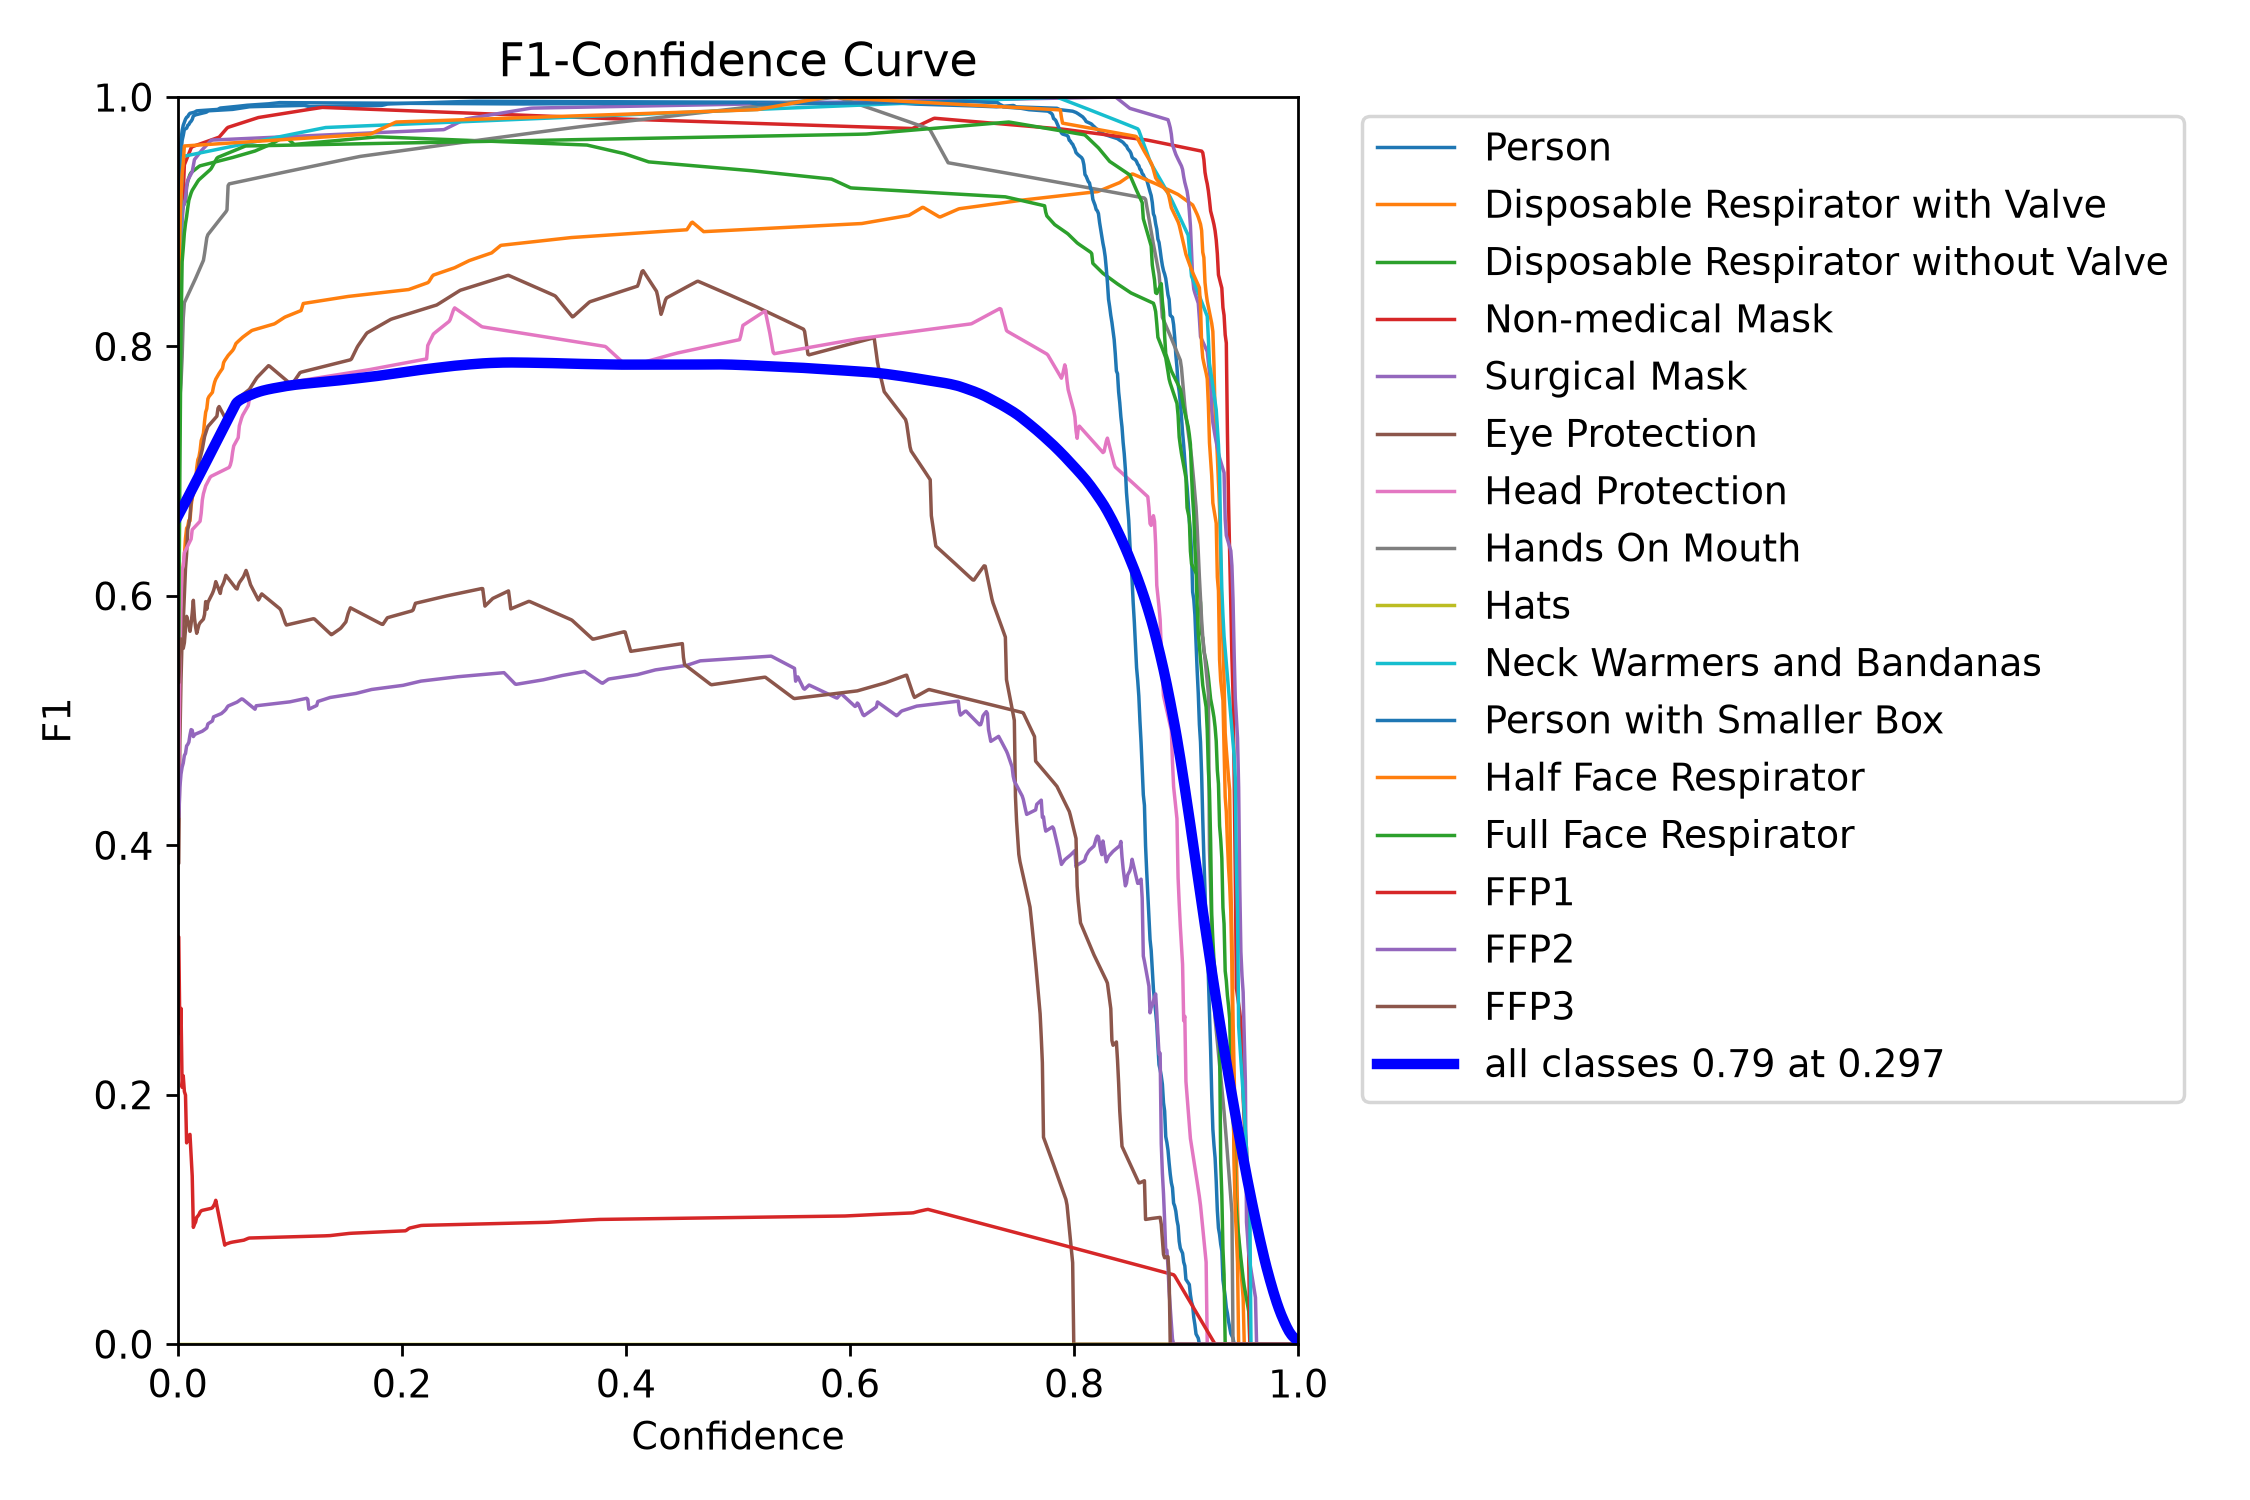 F1-Confidence Curve
1.0
0.8
0.6
0.4
0.2
0.0
F1
0.0 0.2 0.4 0.6 0.8 1.0
Confidence
Person
Disposable Respirator with Valve
Disposable Respirator without Valve
Non-medical Mask
Surgical Mask
Eye Protection
Head Protection
Hands On Mouth
Hats
Neck Warmers and Bandanas
Person with Smaller Box
Half Face Respirator
Full Face Respirator
FFP1
FFP2
FFP3
all classes 0.79 at 0.297